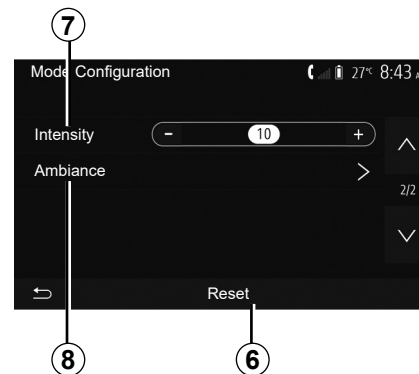 7
Mode Configuration 27°C 8:43
Intensity - 10 +
Ambiance >
2/2
Reset
8 6